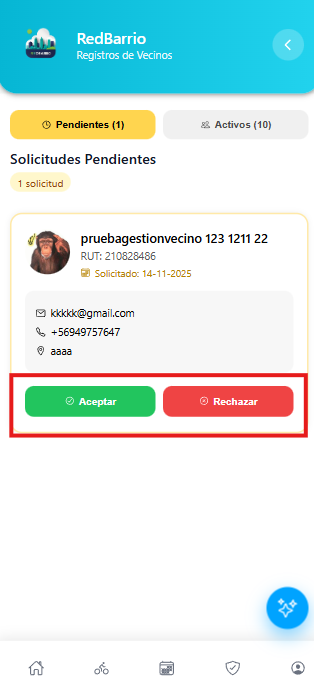 RedBarrio
Registros de Vecinos
Pendientes (1)
Activos (10)
Solicitudes Pendientes
1 solicitud
pruebagestionvecino 123 1211 22
RUT: 210828486
Solicitado: 14-11-2025
kkkkk@gmail.com
+56949757647
aaaa
Aceptar
Rechazar